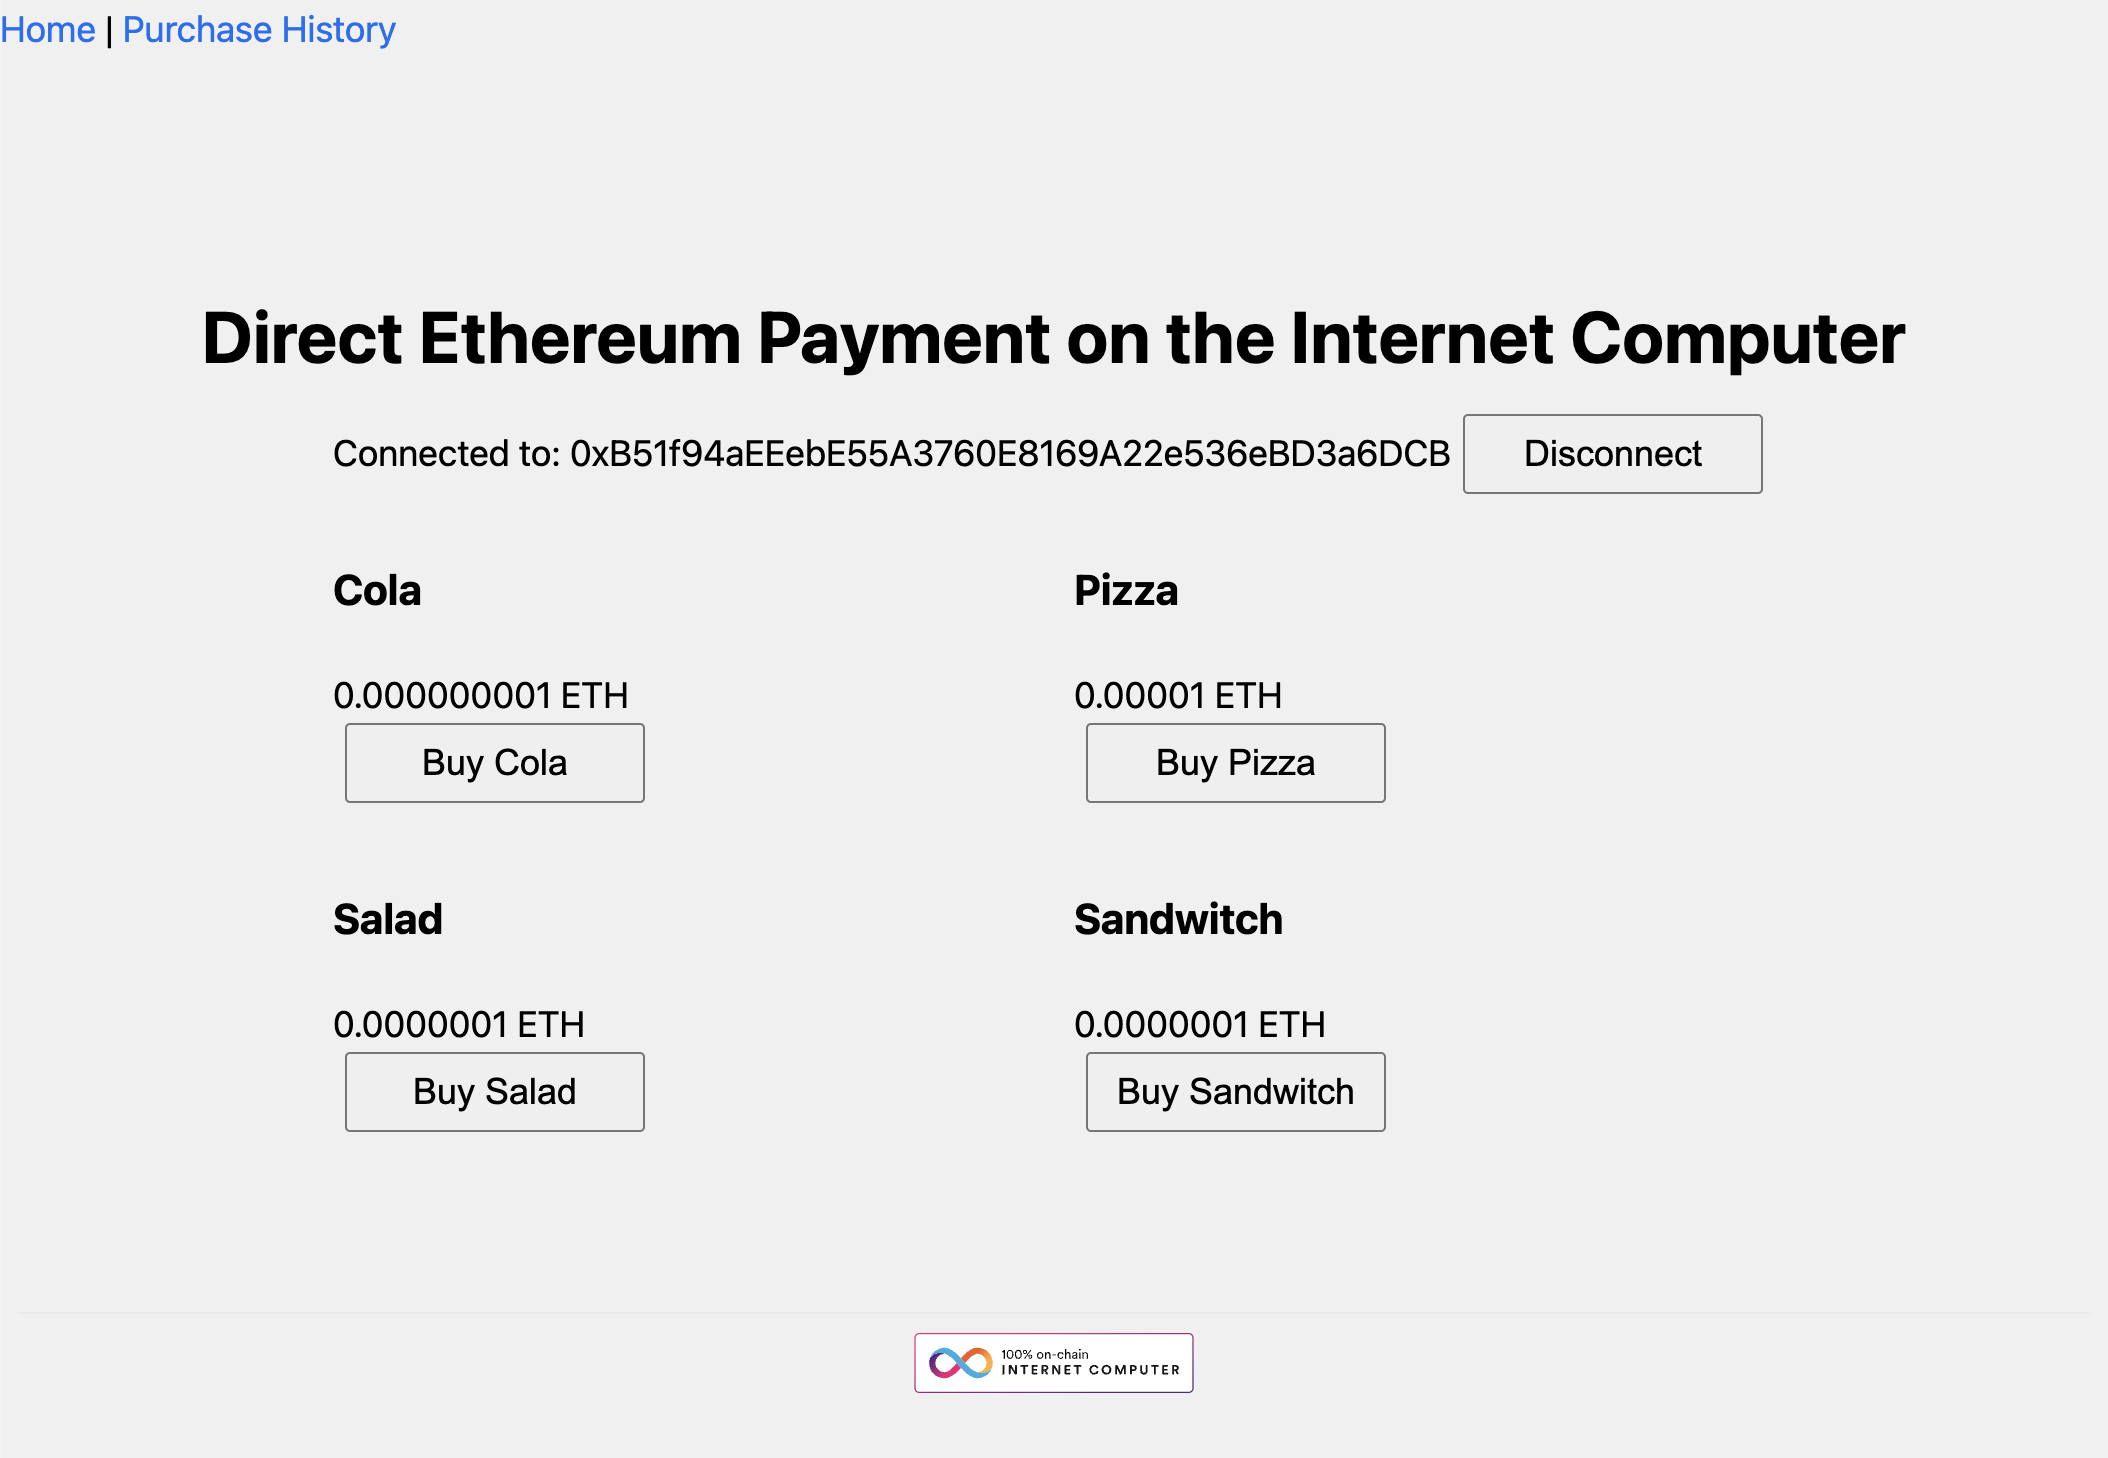 Home | Purchase History
Direct Ethereum Payment on the Internet Computer
Connected to: 0xB51f94aEEebE55A3760E8169A22e536eBD3a6DCB Disconnect
Cola
0.000000001 ETH
Buy Cola
Pizza
0.00001 ETH
Buy Pizza
Salad
0.0000001 ETH
Buy Salad
Sandwitch
0.0000001 ETH
Buy Sandwitch
100% on-chain
INTERNET COMPUTER